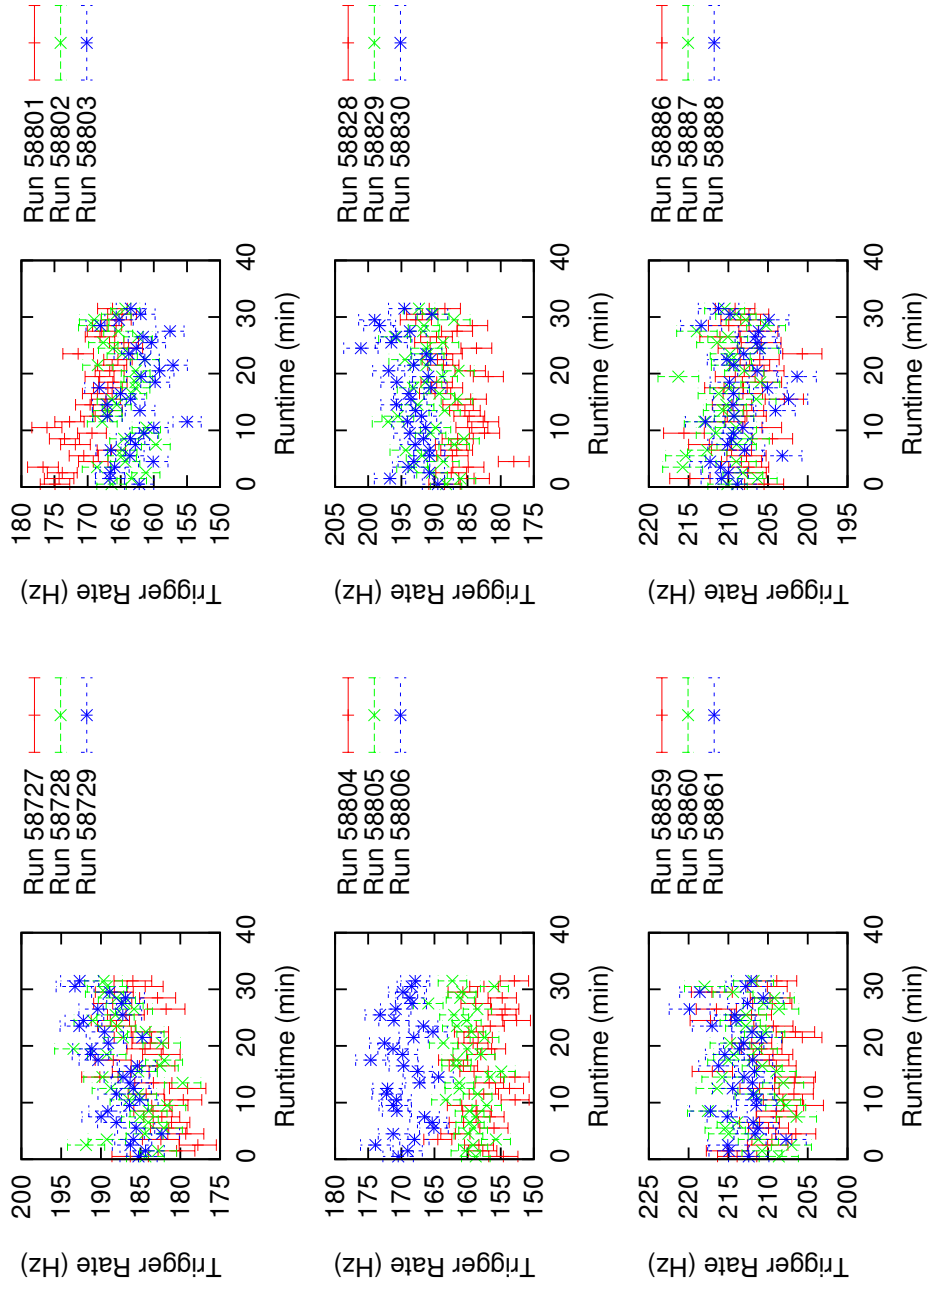 Trigger Rate (Hz)
200
195
190
185
180
175
0 10 20 30 40
Runtime (min)
Run 58727
Run 58728
Run 58729
Trigger Rate (Hz)
180
175
170
165
160
155
150
0 10 20 30 40
Runtime (min)
Run 58801
Run 58802
Run 58803
Trigger Rate (Hz)
180
175
170
165
160
155
150
0 10 20 30 40
Runtime (min)
Run 58804
Run 58805
Run 58806
Trigger Rate (Hz)
205
200
195
190
185
180
175
0 10 20 30 40
Runtime (min)
Run 58828
Run 58829
Run 58830
Trigger Rate (Hz)
225
220
215
210
205
200
0 10 20 30 40
Runtime (min)
Run 58859
Run 58860
Run 58861
Trigger Rate (Hz)
220
215
210
205
200
195
0 10 20 30 40
Runtime (min)
Run 58886
Run 58887
Run 58888